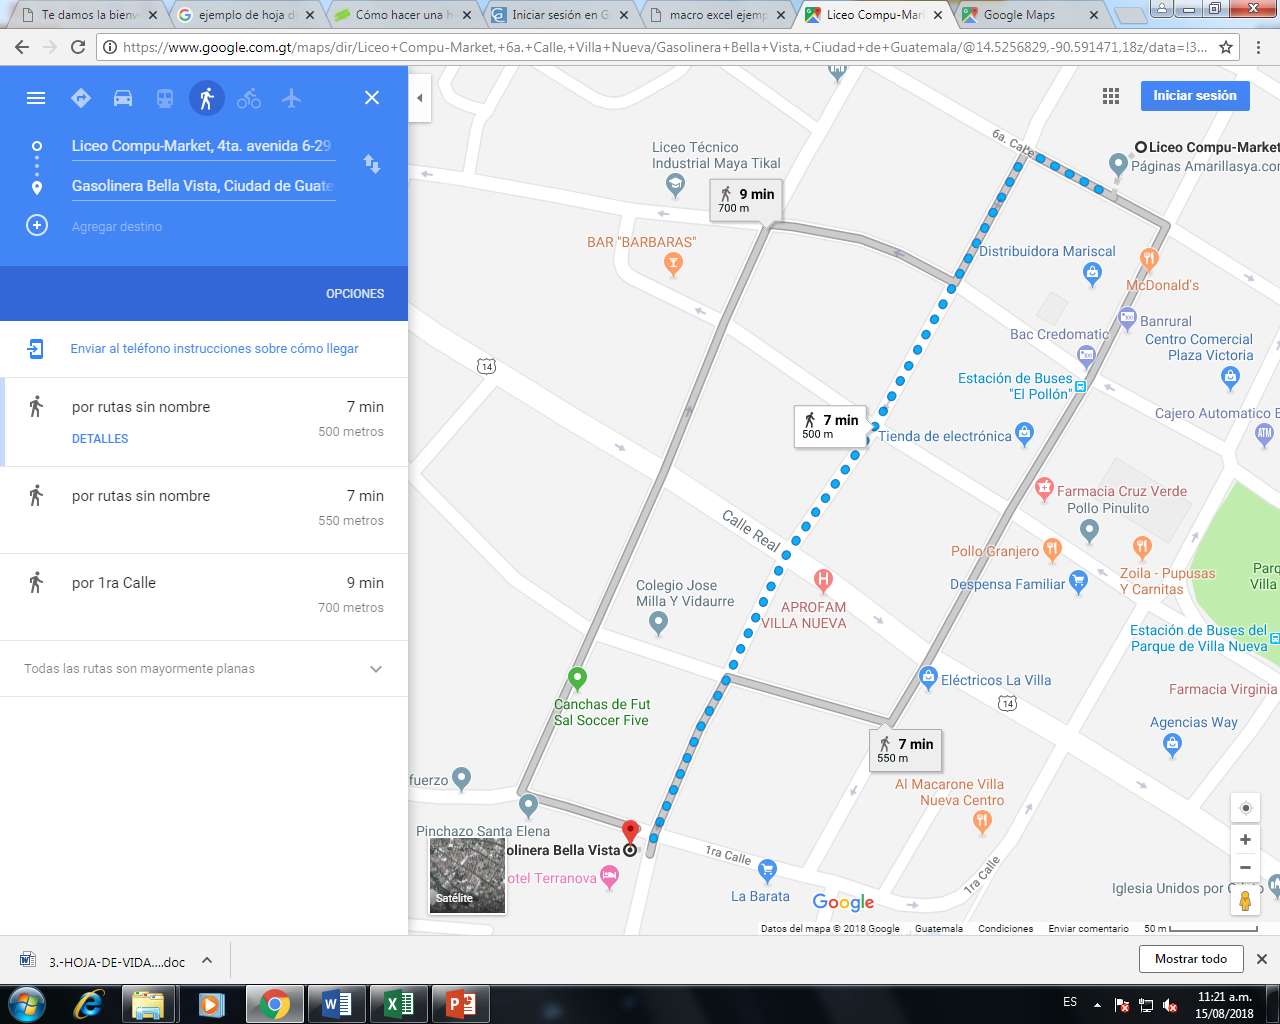 Te damos la bienv
ejemplo de hoja d
Cómo hacer una h
Iniciar sesión en G
macro excel ejemp
Liceo Compu-Mar
Google Maps
https://www.google.com.gt/maps/dir/Liceo+Compu-Market,+6a.+Calle,+Villa+Nueva/Gasolinera+Bella+Vista,+Ciudad+de+Guatemala/@14.5256829,-90.591471,18z/data=!3...
Liceo Compu-Market, 4ta. avenida 6-29
Gasolinera Bella Vista, Ciudad de Guate
Agregar destino
OPCIONES
Enviar al teléfono instrucciones sobre cómo llegar
por rutas sin nombre 7 min
DETALLES 500 metros
por rutas sin nombre 7 min
550 metros
por 1ra Calle 9 min
700 metros
Todas las rutas son mayormente planas
Iniciar sesión
6a. Calle
Liceo Compu-Market
Páginas Amarillasya.com
Liceo Técnico
Industrial Maya Tikal
9 min
700 m
BAR "BARBARAS"
Distribuidora Mariscal
McDonald's
Banrural
Bac Credomatic
Centro Comercial
Plaza Victoria
14
Estación de Buses
"El Pollón"
7 min
500 m
Tienda de electrónica
Cajero Automatico B
ATM
Farmacia Cruz Verde
Pollo Pinulito
Calle Real
Pollo Granjero
Despensa Familiar
Zoila - Pupusas
Y Carnitas
Parq
Villa
Colegio Jose
Milla Y Vidaurre
APROFAM
VILLA NUEVA
Estación de Buses del
Parque de Villa Nueva
Eléctricos La Villa
Farmacia Virginia
14
Canchas de Fut
Sal Soccer Five
Agencias Way
7 min
550 m
fuerzo
Al Macarone Villa
Nueva Centro
Pinchazo Santa Elena
olinera Bella Vista
1ra Calle
otel Terranova
La Barata
1ra Calle
Iglesia Unidos por Cristo
Satélite
Google
Datos del mapa © 2018 Google Guatemala Condiciones Enviar comentario 50 m
3.-HOJA-DE-VIDA....doc
Mostrar todo
ES
11:21 a.m.
15/08/2018